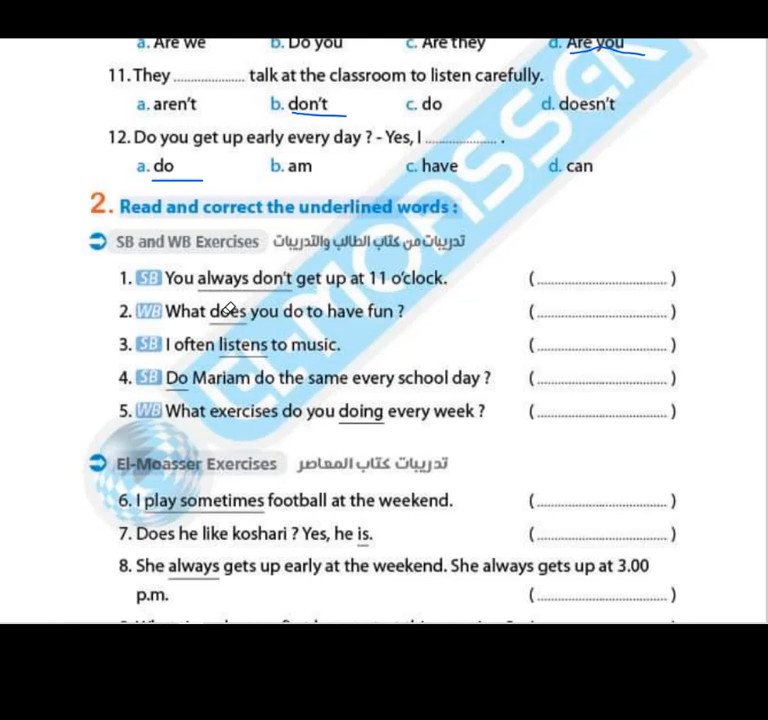 a. Are we b. Do you c. Are they d. Are you
11. They .................... talk at the classroom to listen carefully.
a. aren't b. don't c. do d. doesn't
12. Do you get up early every day ? - Yes, I .................... .
a. do b. am c. have d. can
2. Read and correct the underlined words :
SB and WB Exercises تدريبات من كتاب الطالب والتدريبات
1. SB You always don't get up at 11 o'clock. (....................)
2. WB What does you do to have fun ? (....................)
3. SB I often listens to music. (....................)
4. SB Do Mariam do the same every school day ? (....................)
5. WB What exercises do you doing every week ? (....................)
El-Moasser Exercises تدريبات كتاب المعاصر
6. I play sometimes football at the weekend. (....................)
7. Does he like koshari ? Yes, he is. (....................)
8. She always gets up early at the weekend. She always gets up at 3.00
p.m. (....................)